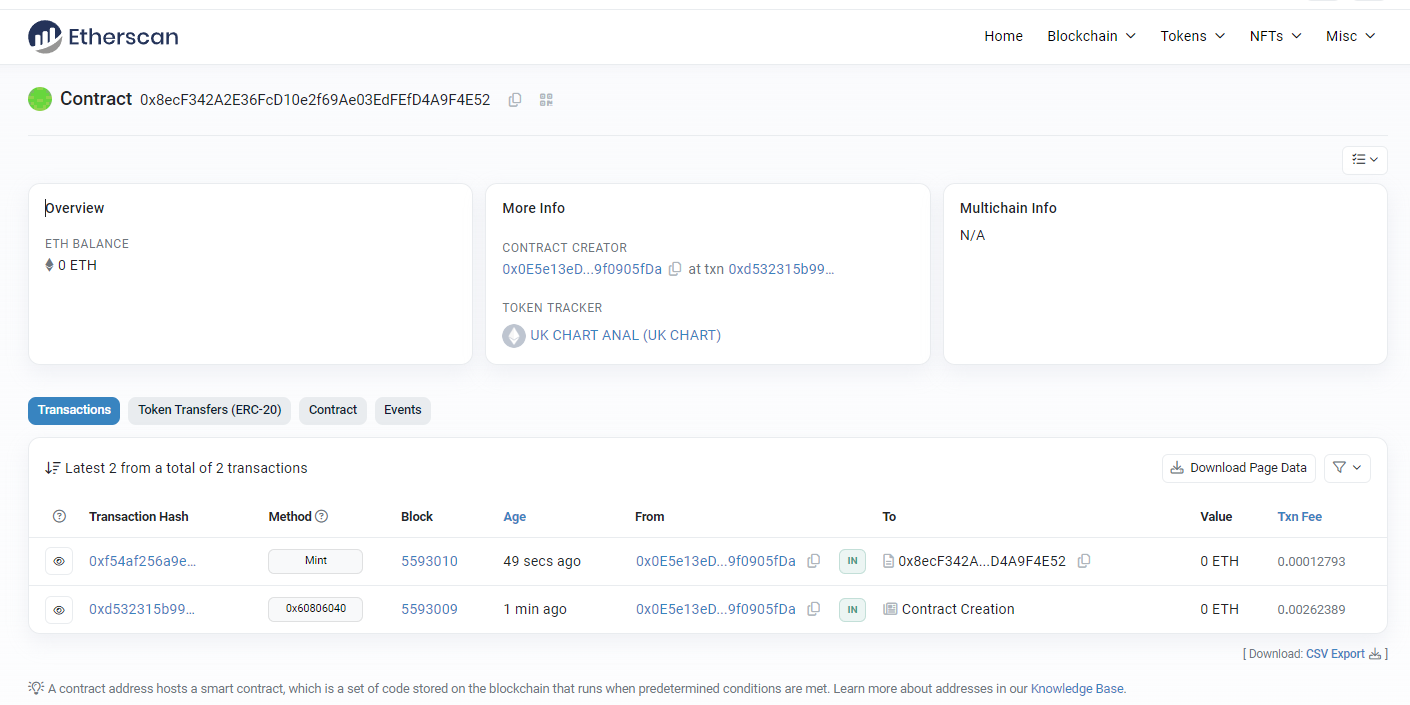 Etherscan
Home Blockchain Tokens NFTs Misc
Contract 0x8ecF342A2E36FcD10e2f69Ae03EdFEfD4A9F4E52
Overview
ETH BALANCE
0 ETH
More Info
CONTRACT CREATOR
0x0E5e13eD...9f0905fDa at txn 0xd532315b99...
TOKEN TRACKER
UK CHART ANAL (UK CHART)
Multichain Info
N/A
Transactions Token Transfers (ERC-20) Contract Events
Latest 2 from a total of 2 transactions
Download Page Data
Transaction Hash Method Block Age From To Value Txn Fee
0xf54af256a9e... Mint 5593010 49 secs ago 0x0E5e13eD...9f0905fDa IN 0x8ecF342A...D4A9F4E52 0 ETH 0.00012793
0xd532315b99... 0x60806040 5593009 1 min ago 0x0E5e13eD...9f0905fDa IN Contract Creation 0 ETH 0.00262389
[ Download: CSV Export ]
A contract address hosts a smart contract, which is a set of code stored on the blockchain that runs when predetermined conditions are met. Learn more about addresses in our Knowledge Base.